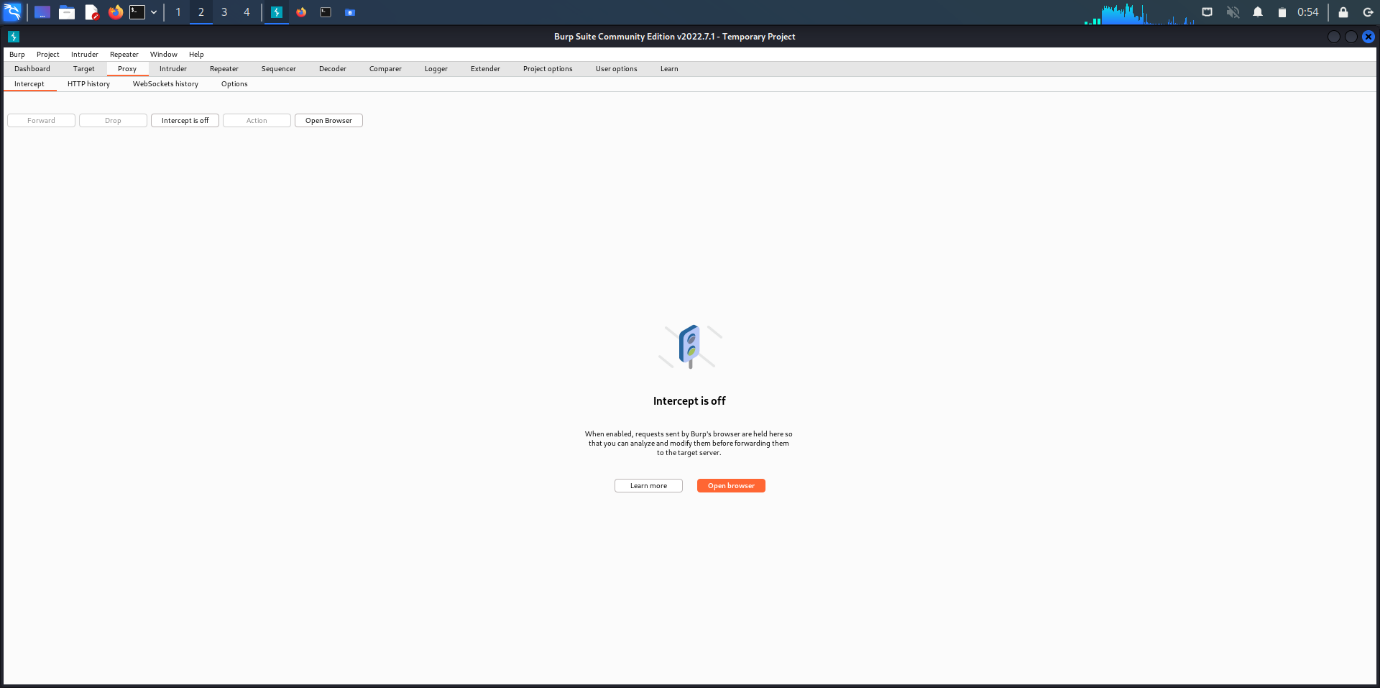 1 2 3 4 0:54
Burp Suite Community Edition v2022.7.1 - Temporary Project
Burp Project Intruder Repeater Window Help
Dashboard Target Proxy Intruder Repeater Sequencer Decoder Comparer Logger Extender Project options User options Learn
Intercept HTTP history WebSockets history Options
Forward Drop Intercept is off Action Open Browser
Intercept is off
When enabled, requests sent by Burp's browser are held here so
that you can analyze and modify them before forwarding them
to the target server.
Learn more Open browser